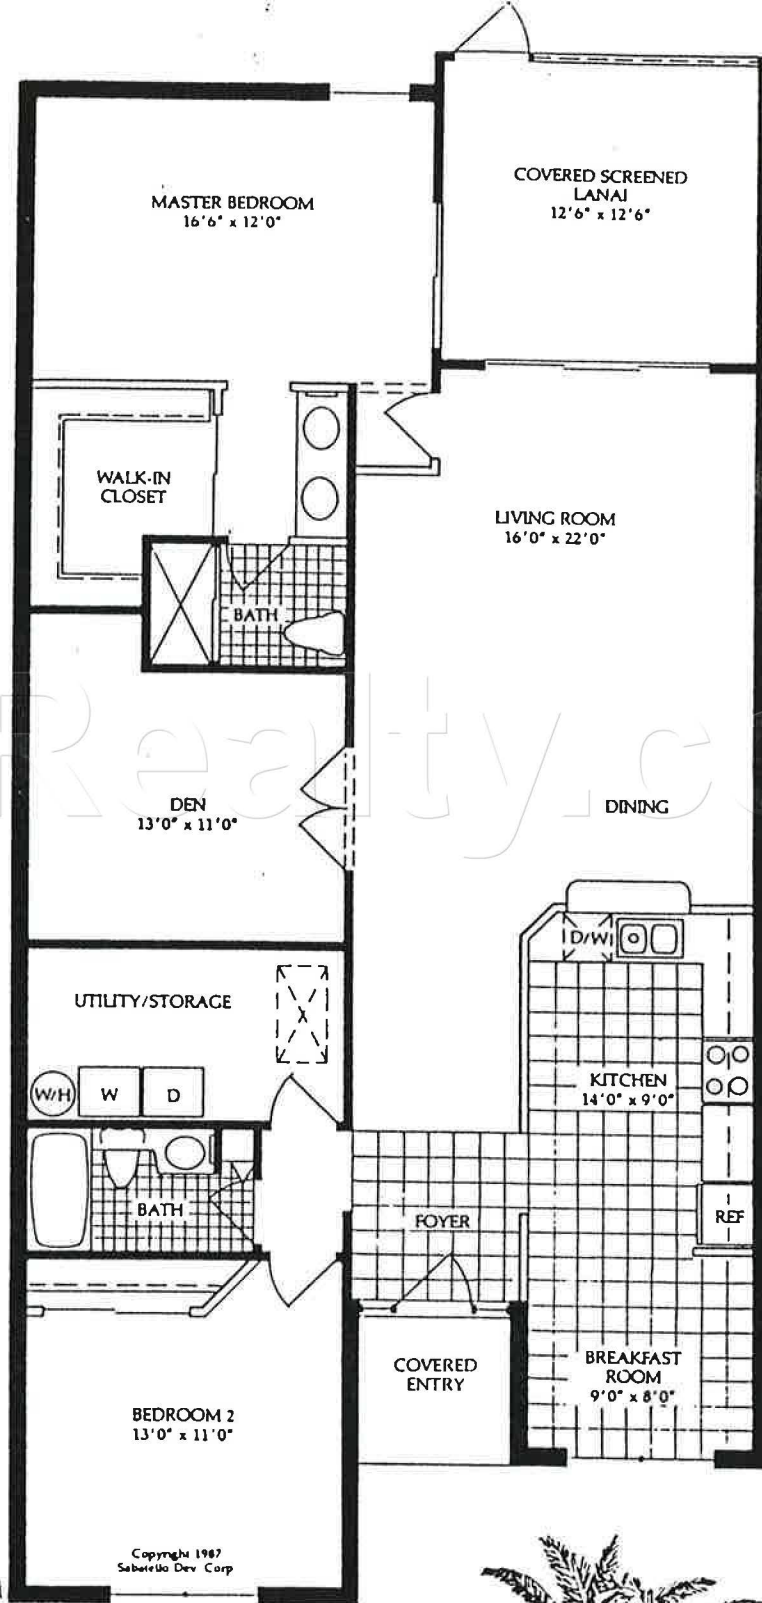 COVERED SCREENED
LANAI
12'6" x 12'6"
MASTER BEDROOM
16'6" x 12'0"
WALK-IN
CLOSET
LIVING ROOM
16'0" x 22'0"
BATH
Realty.co
DEN
13'0" x 11'0"
DINING
D/W
UTILITY/STORAGE
KITCHEN
14'0" x 9'0"
W/H
W
D
BATH
FOYER
REF
COVERED
ENTRY
BREAKFAST
ROOM
9'0" x 8'0"
BEDROOM 2
13'0" x 11'0"
Copyright 1987
Sabatello Dev Corp